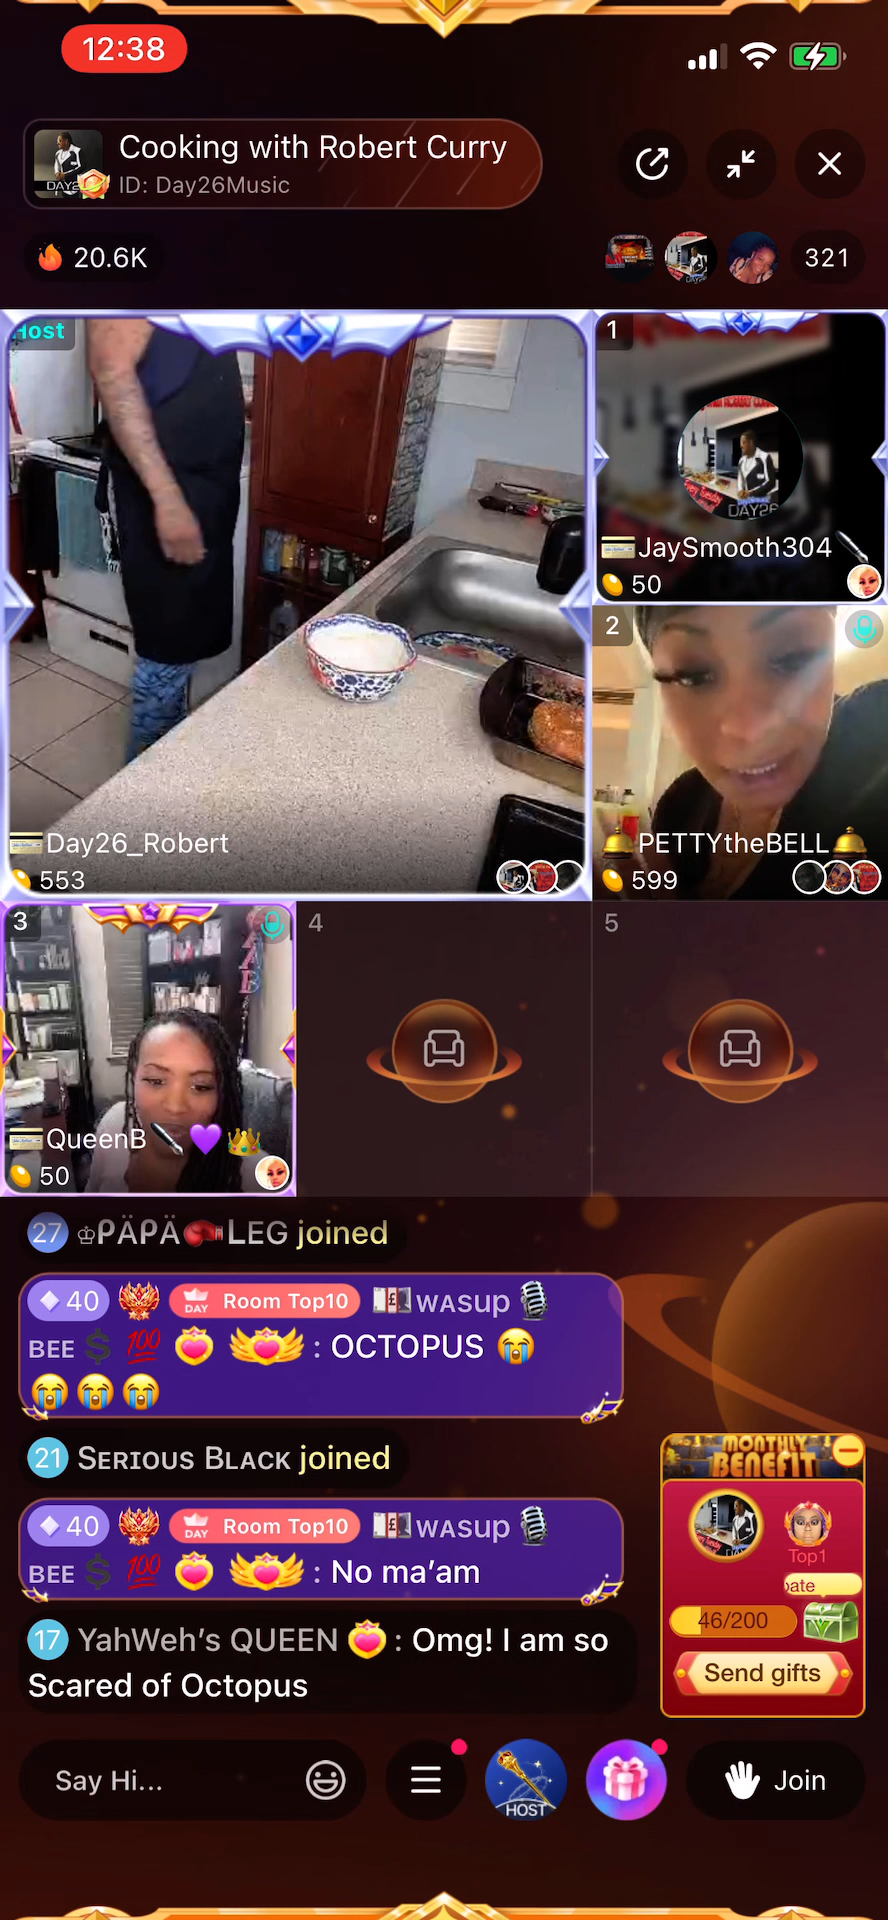 12:38
Cooking with Robert Curry
ID: Day26Music
20.6K
321
Host
1
DAY26
JaySmooth304
50
2
Day26_Robert
553
PETTYtheBELL
599
3
4
5
QueenB
50
27 ♔PÄPÄ🥊LEG joined
40 DAY Room Top10 💷WASUP🎙️
BEE💲💯 : OCTOPUS 😭
😭😭😭
21 SERIOUS BLACK joined
40 DAY Room Top10 💷WASUP🎙️
BEE💲💯 : No ma'am
17 YahWeh's QUEEN : Omg! I am so
Scared of Octopus
MONTHLY
BENEFIT
Top1
46/200
Send gifts
Say Hi...
HOST
Join